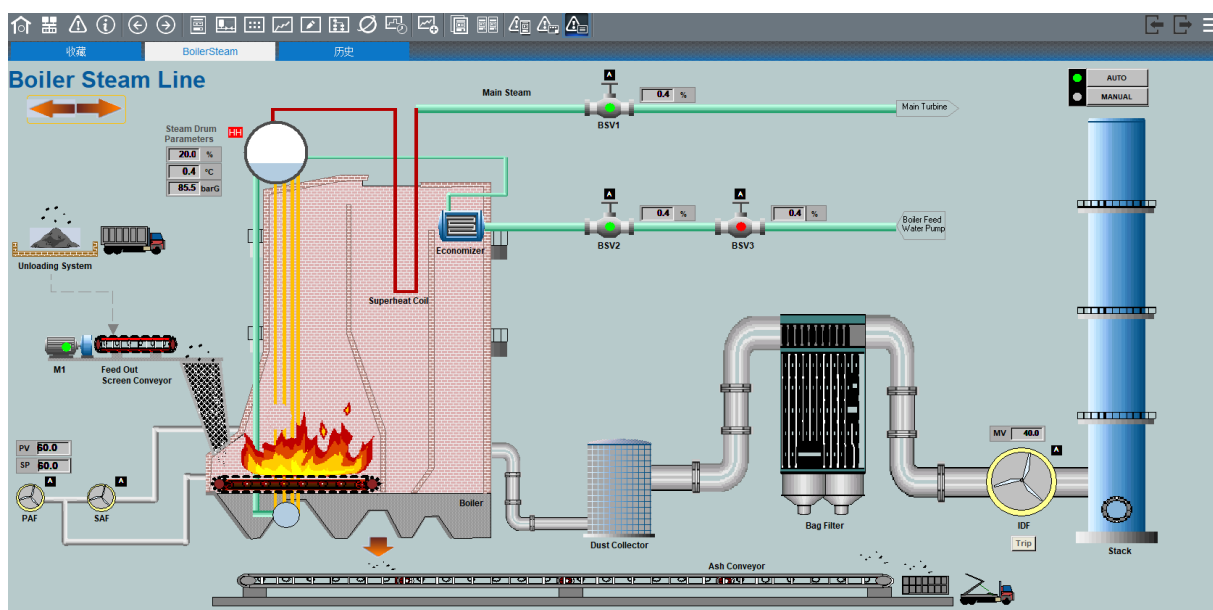 收藏
BoilerSteam
历史
Boiler Steam Line
AUTO
MANUAL
Main Steam
A
0.4 %
BSV1
Main Turbine
Steam Drum
Parameters
HH
20.0 %
0.4 °C
85.5 barG
A
0.4 %
A
0.4 %
BSV2
BSV3
Boiler Feed
Water Pump
Economizer
Unloading System
Superheat Coil
M1
Feed Out
Screen Conveyor
PV 60.0
SP 60.0
A
A
PAF
SAF
Boiler
MV 40.0
A
Dust Collector
Bag Filter
IDF
Trip
Stack
Ash Conveyor